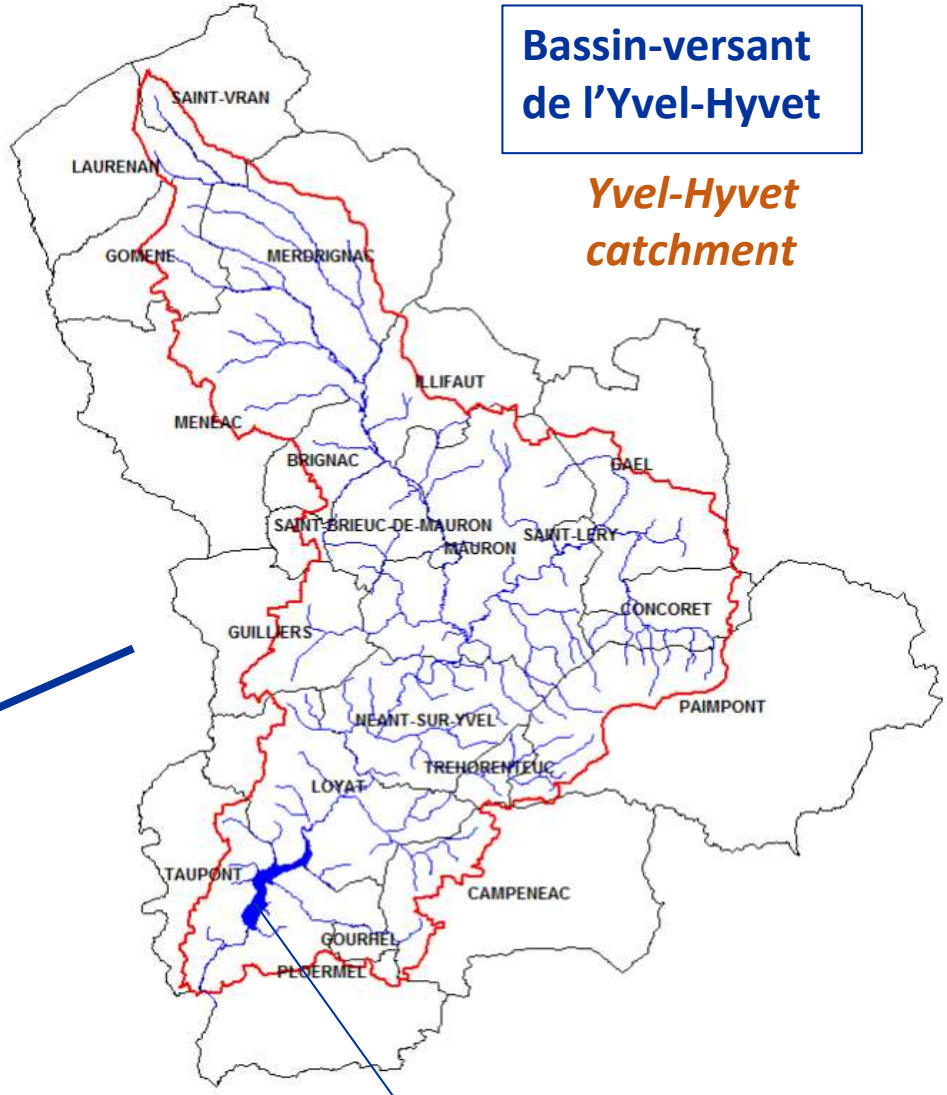 Bassin-versant
de l'Yvel-Hyvet
Yvel-Hyvet
catchment
SAINT-VRAN
LAURENAN
GOMENE
MERDRIGNAC
ILLIFAUT
MENEAC
BRIGNAC
GAEL
SAINT-BRIEUC-DE-MAURON
SAINT-LERY
MAURON
CONCORET
GUILLIERS
PAIMPONT
NEANT-SUR-YVEL
TREHORENTEUC
LOYAT
TAUPONT
CAMPENEAC
GOURHEL
PLOERMEL